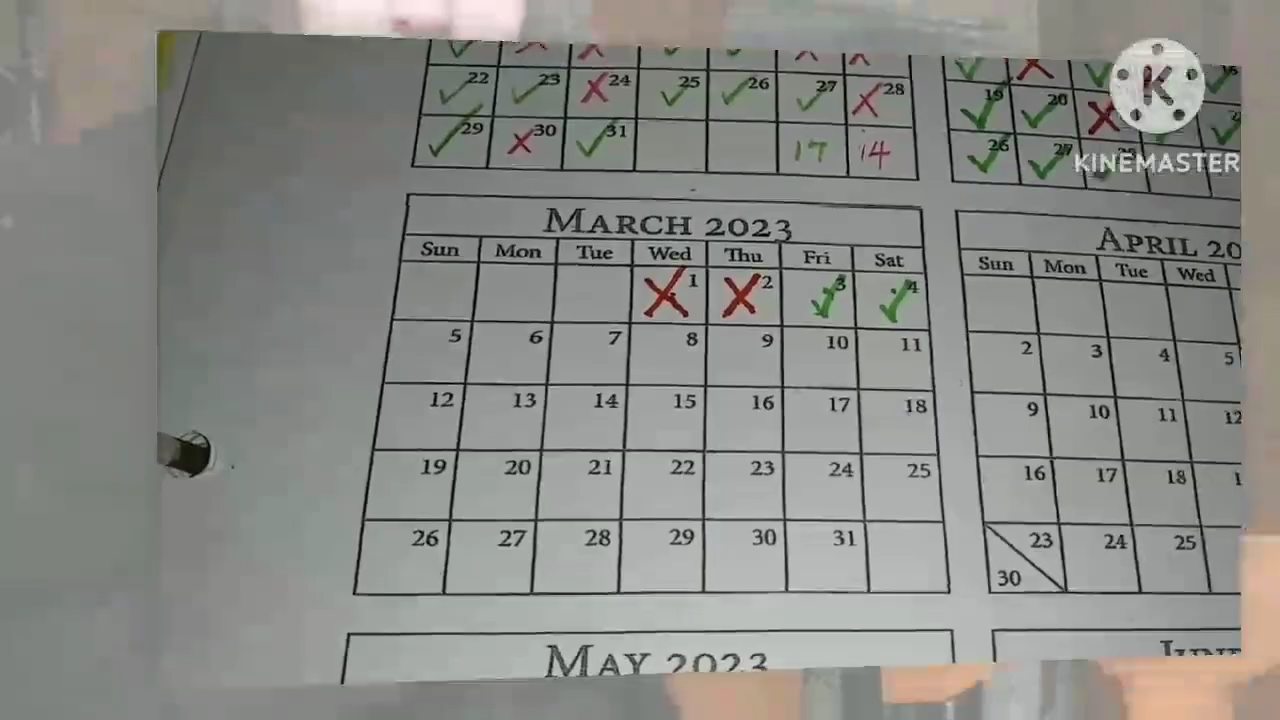 22 23 24 25 26 27 28
29 30 31 17 14
19 20
26 27
K
KINEMASTER
MARCH 2023
Sun Mon Tue Wed Thu Fri Sat
1 2 3 4
5 6 7 8 9 10 11
12 13 14 15 16 17 18
19 20 21 22 23 24 25
26 27 28 29 30 31
APRIL 20
Sun Mon Tue Wed
2 3 4 5
9 10 11 12
16 17 18
23 24 25
30
MAY 2023